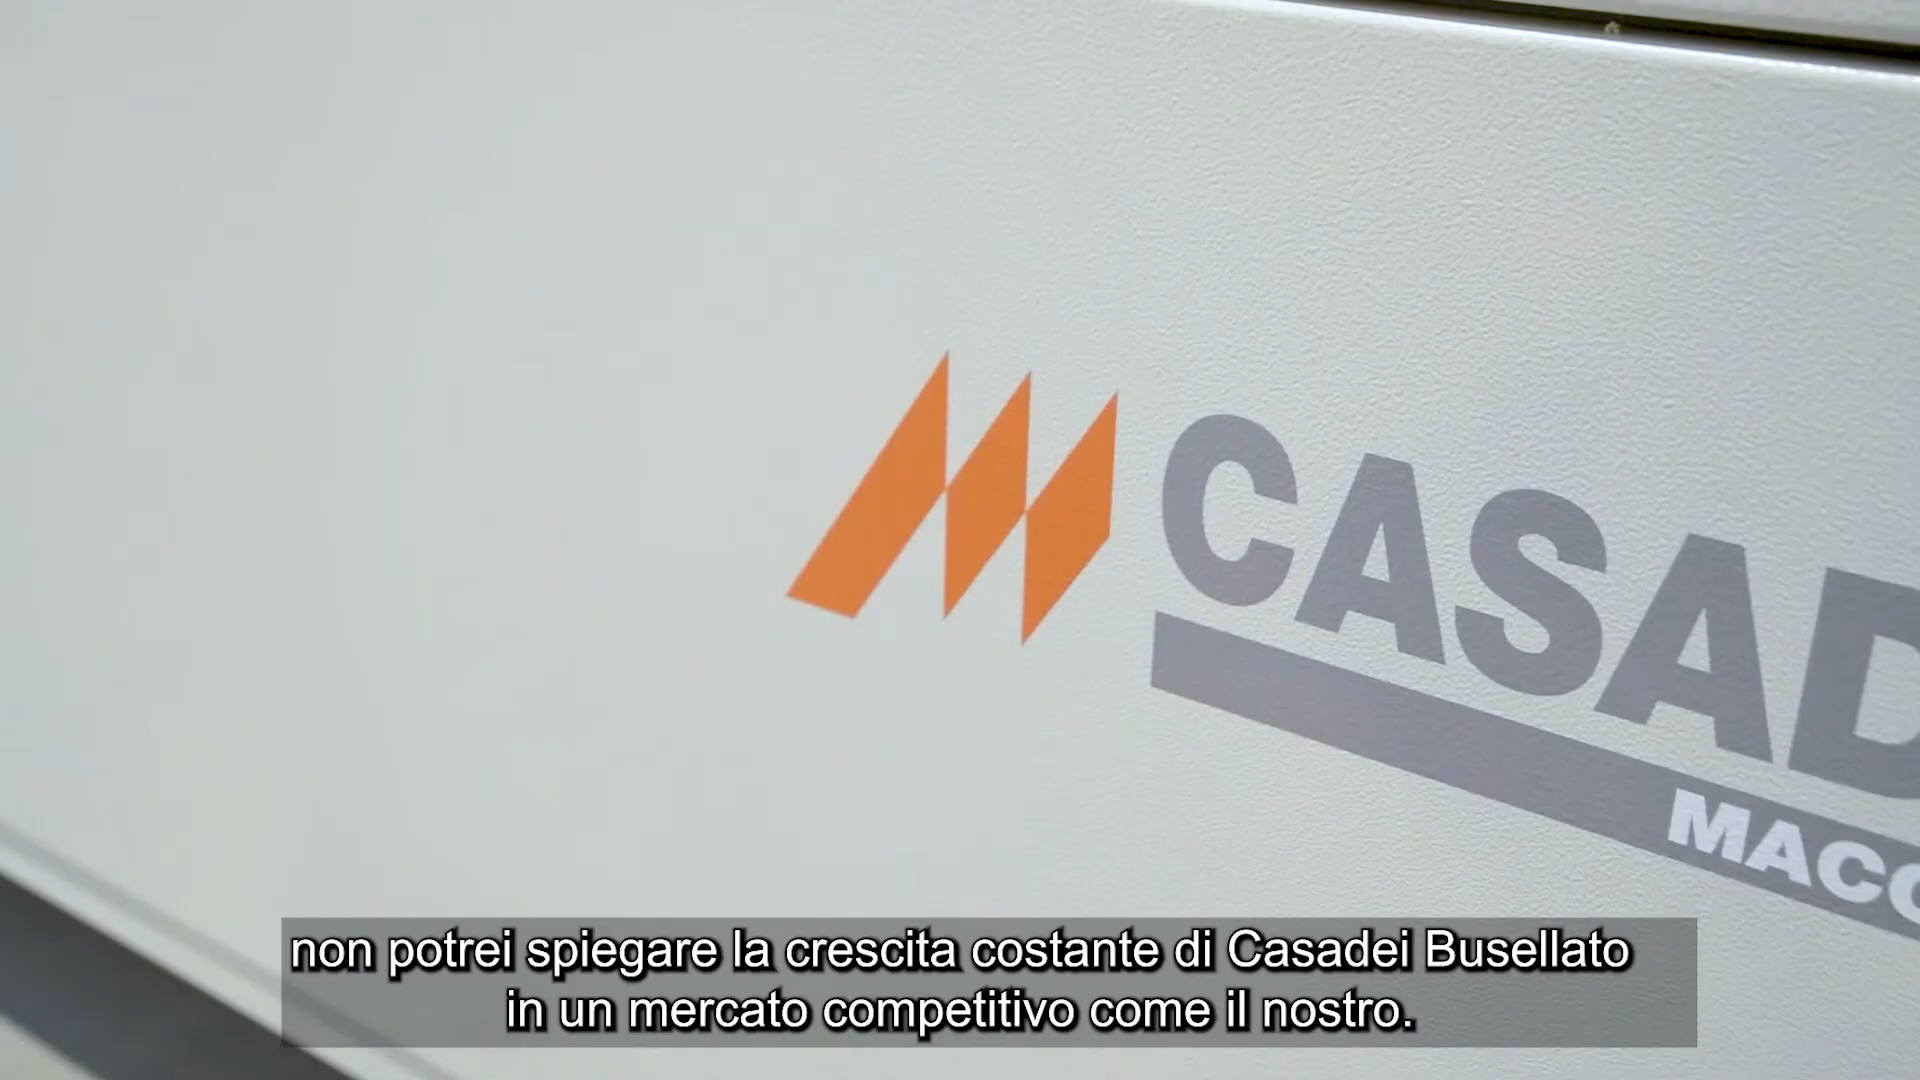 CASAD
MACC
non potrei spiegare la crescita costante di Casadei Busellato
in un mercato competitivo come il nostro.